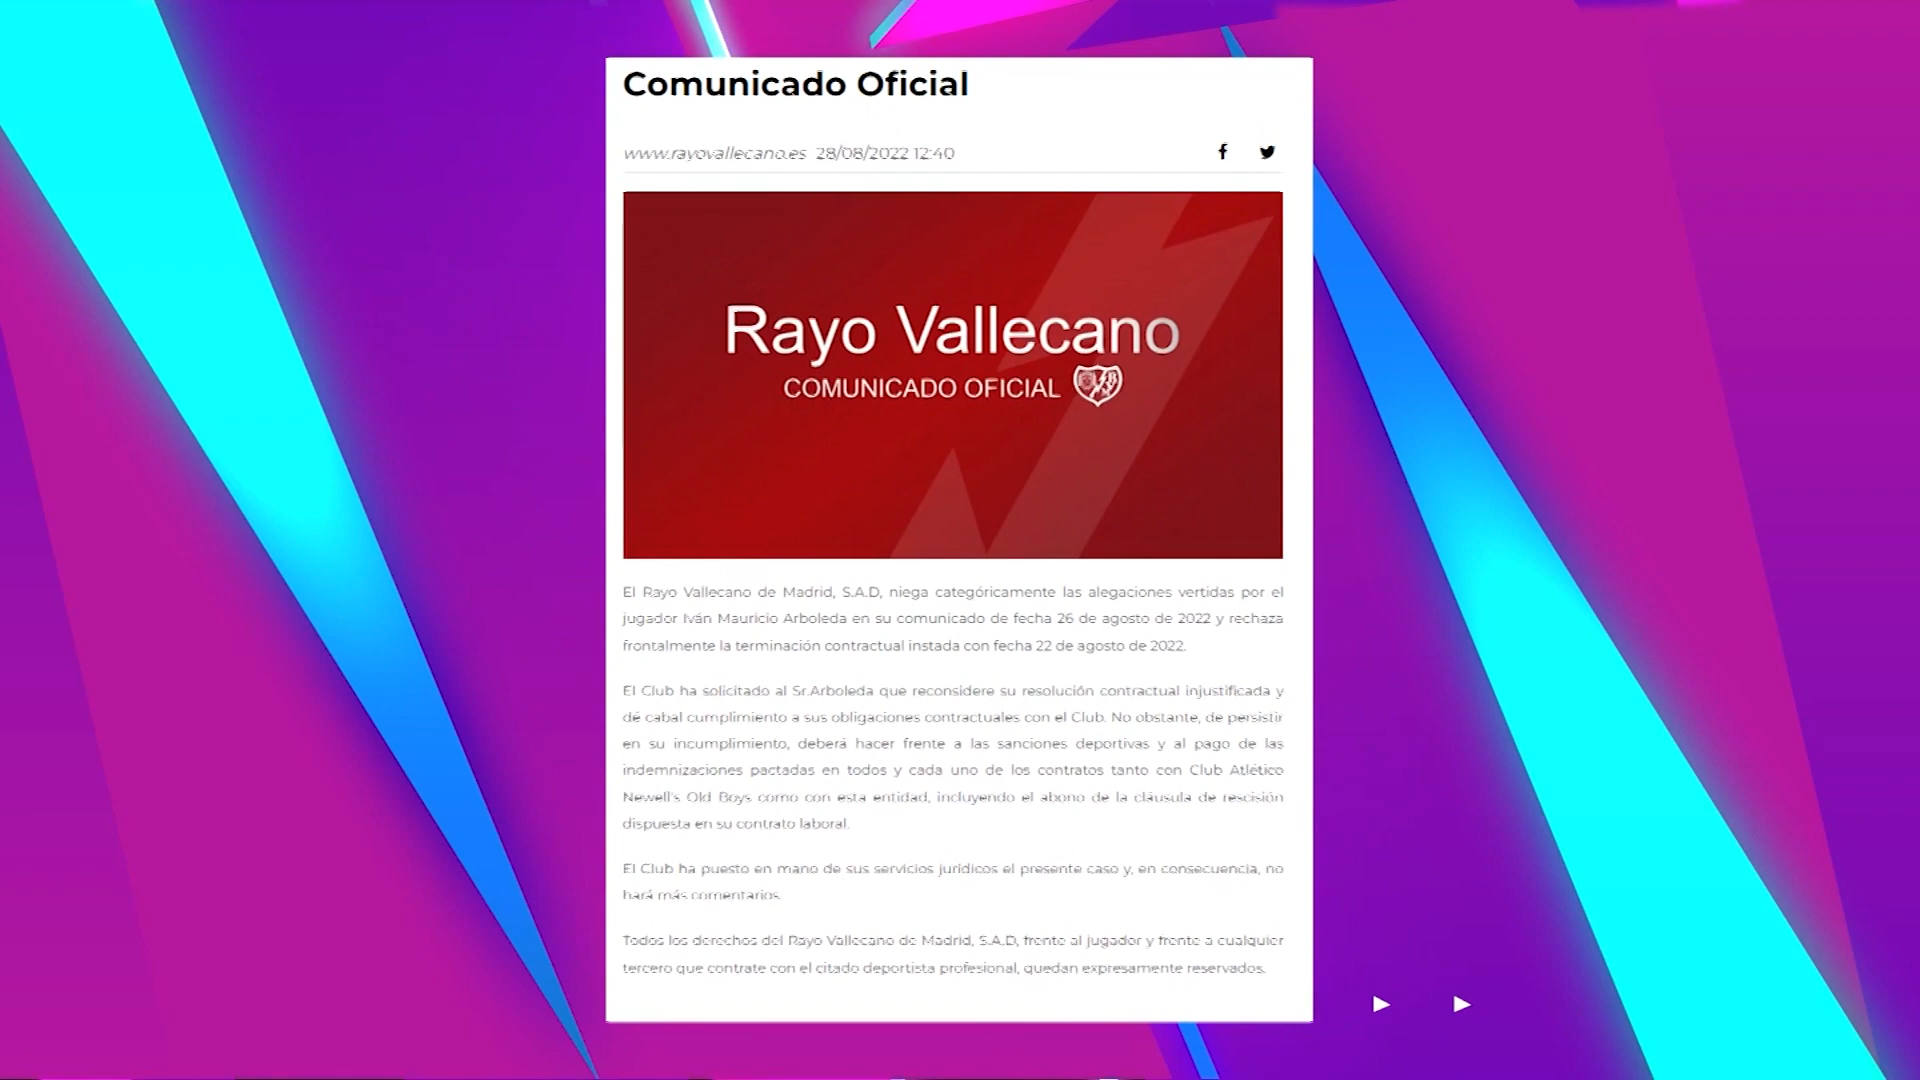 Comunicado Oficial
www.rayovallecano.es 28/08/2022 12:40
Rayo Vallecano
COMUNICADO OFICIAL
El Rayo Vallecano de Madrid, S.A.D, niega categóricamente las alegaciones vertidas por el
jugador Iván Mauricio Arboleda en su comunicado de fecha 26 de agosto de 2022 y rechaza
frontalmente la terminación contractual instada con fecha 22 de agosto de 2022.
El Club ha solicitado al Sr.Arboleda que reconsidere su resolución contractual injustificada y
dé cabal cumplimiento a sus obligaciones contractuales con el Club. No obstante, de persistir
en su incumplimiento, deberá hacer frente a las sanciones deportivas y al pago de las
indemnizaciones pactadas en todos y cada uno de los contratos tanto con Club Atlético
Newell's Old Boys como con esta entidad, incluyendo el abono de la cláusula de rescisión
dispuesta en su contrato laboral.
El Club ha puesto en mano de sus servicios jurídicos el presente caso y, en consecuencia, no
hará más comentarios.
Todos los derechos del Rayo Vallecano de Madrid, S.A.D, frente al jugador y frente a cualquier
tercero que contrate con el citado deportista profesional, quedan expresamente reservados.